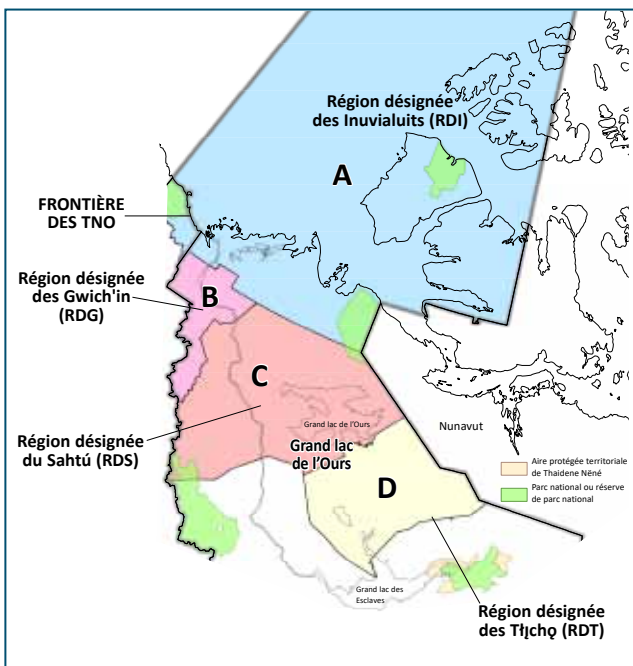 Région désignée
des Inuvialuits (RDI)
A
FRONTIÈRE
DES TNO
Région désignée
des Gwich'in
(RDG)
B
C
Grand lac de l'Ours
Grand lac
de l'Ours
Région désignée
du Sahtú (RDS)
Nunavut
Aire protégée territoriale
de Thaidene Nëné
Parc national ou réserve
de parc national
D
Grand lac des
Esclaves
Région désignée
des Tłı̨chǫ (RDT)